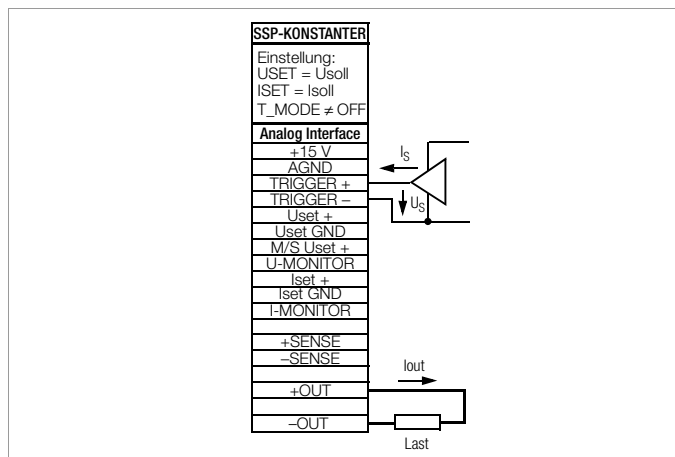 SSP-KONSTANTER
Einstellung:
USET = Usoll
ISET = Isoll
T_MODE ≠ OFF
Analog Interface
+15 V
AGND
TRIGGER +
TRIGGER –
Uset +
Uset GND
M/S Uset +
U-MONITOR
Iset +
Iset GND
I-MONITOR
+SENSE
–SENSE
+OUT
–OUT
IS
US
Iout
Last